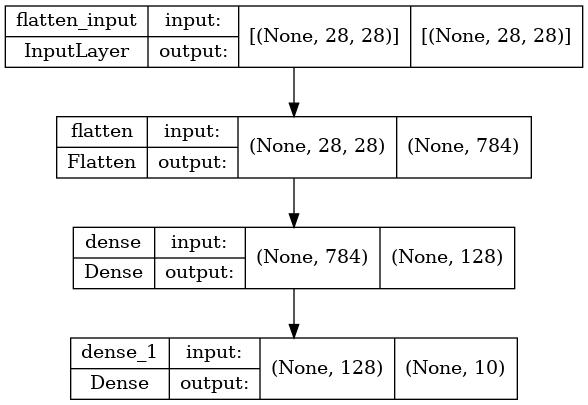 flatten_input input: [(None, 28, 28)] [(None, 28, 28)]
InputLayer output:
flatten input: (None, 28, 28) (None, 784)
Flatten output:
dense input: (None, 784) (None, 128)
Dense output:
dense_1 input: (None, 128) (None, 10)
Dense output: